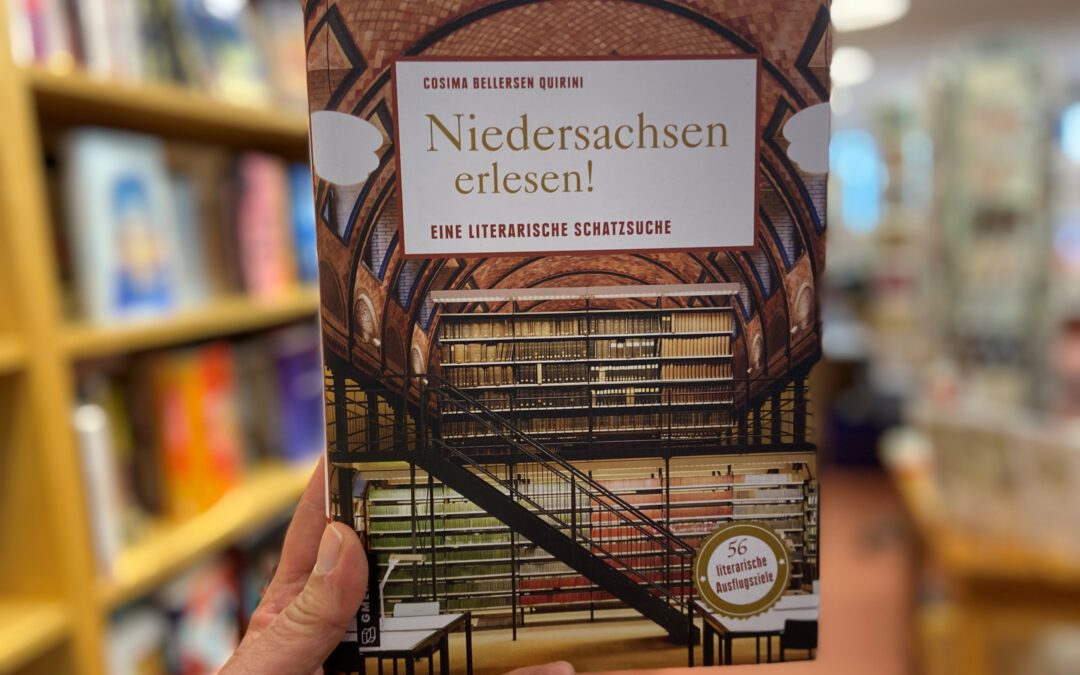 COSIMA BELLERSEN QUIRINI
Niedersachsen
erlesen!
EINE LITERARISCHE SCHATZSUCHE
56
literarische
Ausflugsziele